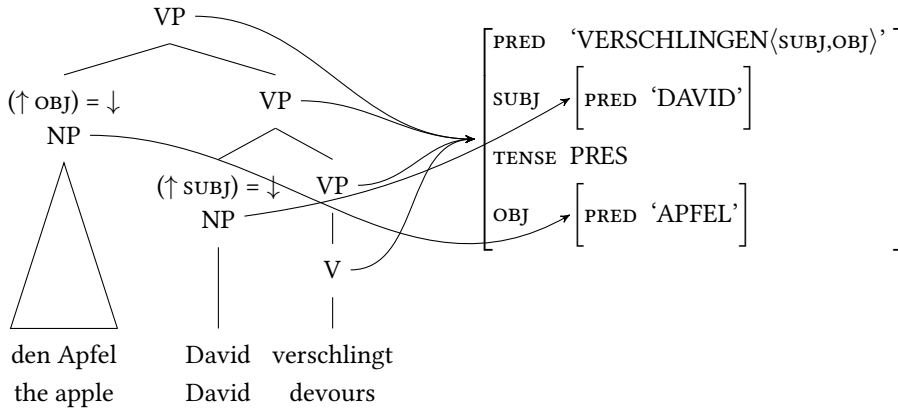 VP
PRED ‘VERSCHLINGEN⟨SUBJ,OBJ⟩’
(↑ OBJ) = ↓ VP SUBJ [PRED ‘DAVID’]
NP
TENSE PRES
(↑ SUBJ) = ↓ VP
NP OBJ [PRED ‘APFEL’]
V
den Apfel David verschlingt
the apple David devours